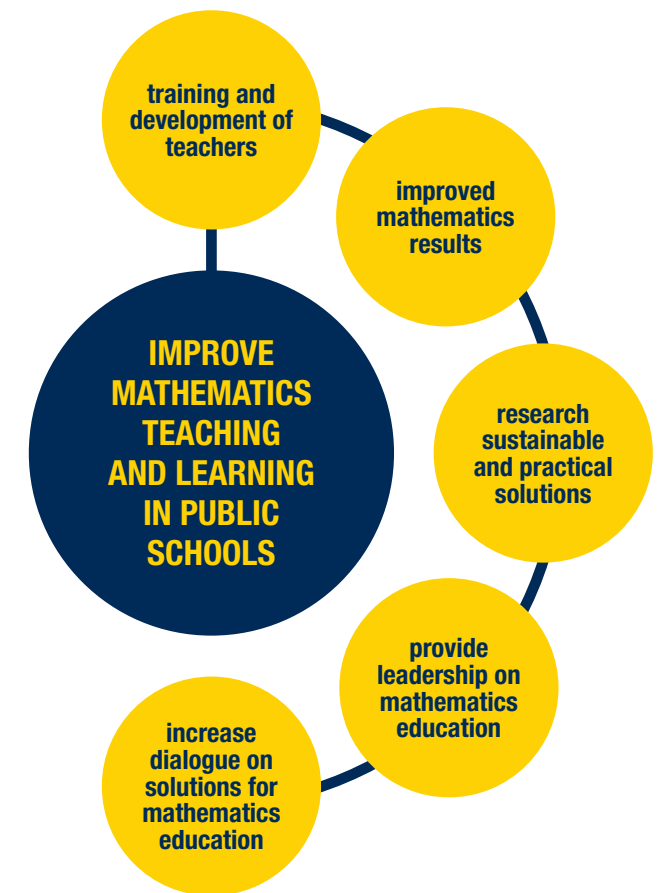 training and
development of
teachers
improved
mathematics
results
IMPROVE
MATHEMATICS
TEACHING
AND LEARNING
IN PUBLIC
SCHOOLS
research
sustainable
and practical
solutions
provide
leadership on
mathematics
education
increase
dialogue on
solutions for
mathematics
education